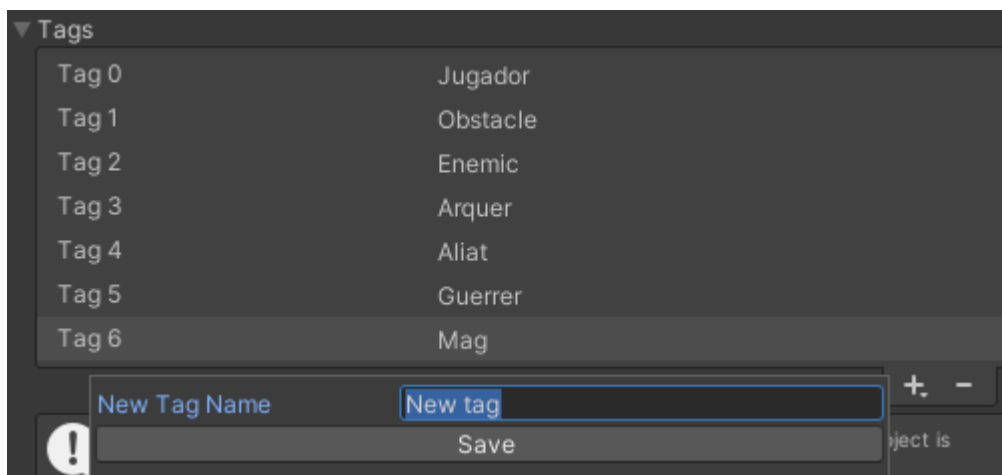 Tags
Tag 0 Jugador
Tag 1 Obstacle
Tag 2 Enemic
Tag 3 Arquer
Tag 4 Aliat
Tag 5 Guerrer
Tag 6 Mag
New Tag Name New tag
Save
is